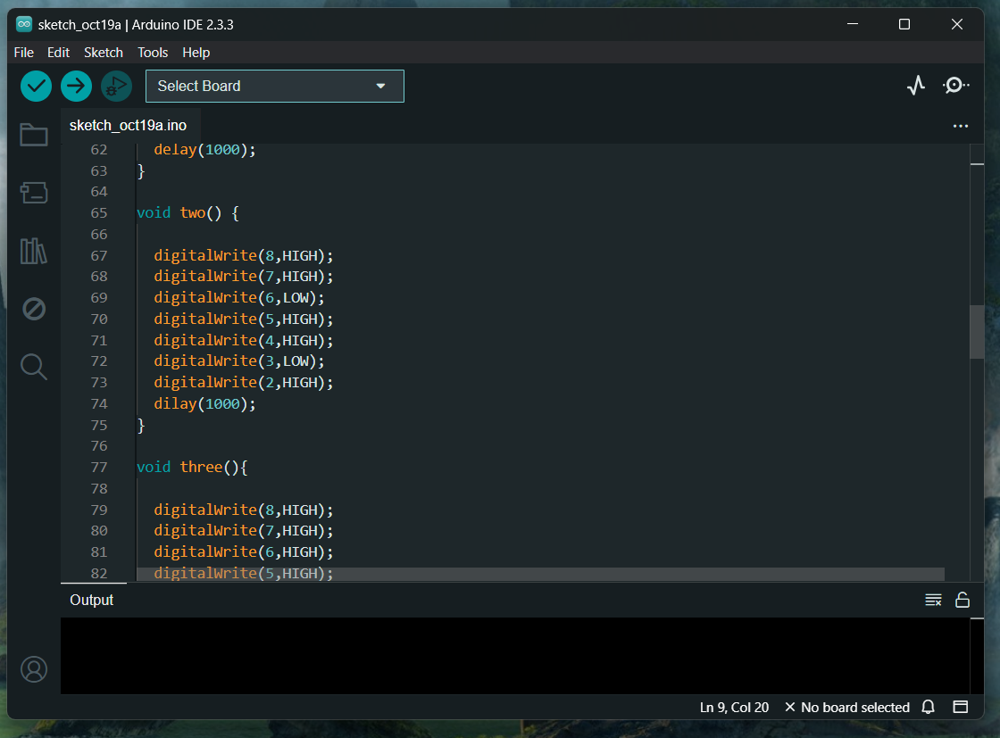 sketch_oct19a | Arduino IDE 2.3.3
File Edit Sketch Tools Help
Select Board
sketch_oct19a.ino
62 delay(1000);
63 }
64
65 void two() {
66
67 digitalWrite(8,HIGH);
68 digitalWrite(7,HIGH);
69 digitalWrite(6,LOW);
70 digitalWrite(5,HIGH);
71 digitalWrite(4,HIGH);
72 digitalWrite(3,LOW);
73 digitalWrite(2,HIGH);
74 dilay(1000);
75 }
76
77 void three(){
78
79 digitalWrite(8,HIGH);
80 digitalWrite(7,HIGH);
81 digitalWrite(6,HIGH);
82 digitalWrite(5,HIGH);
Output
Ln 9, Col 20 × No board selected